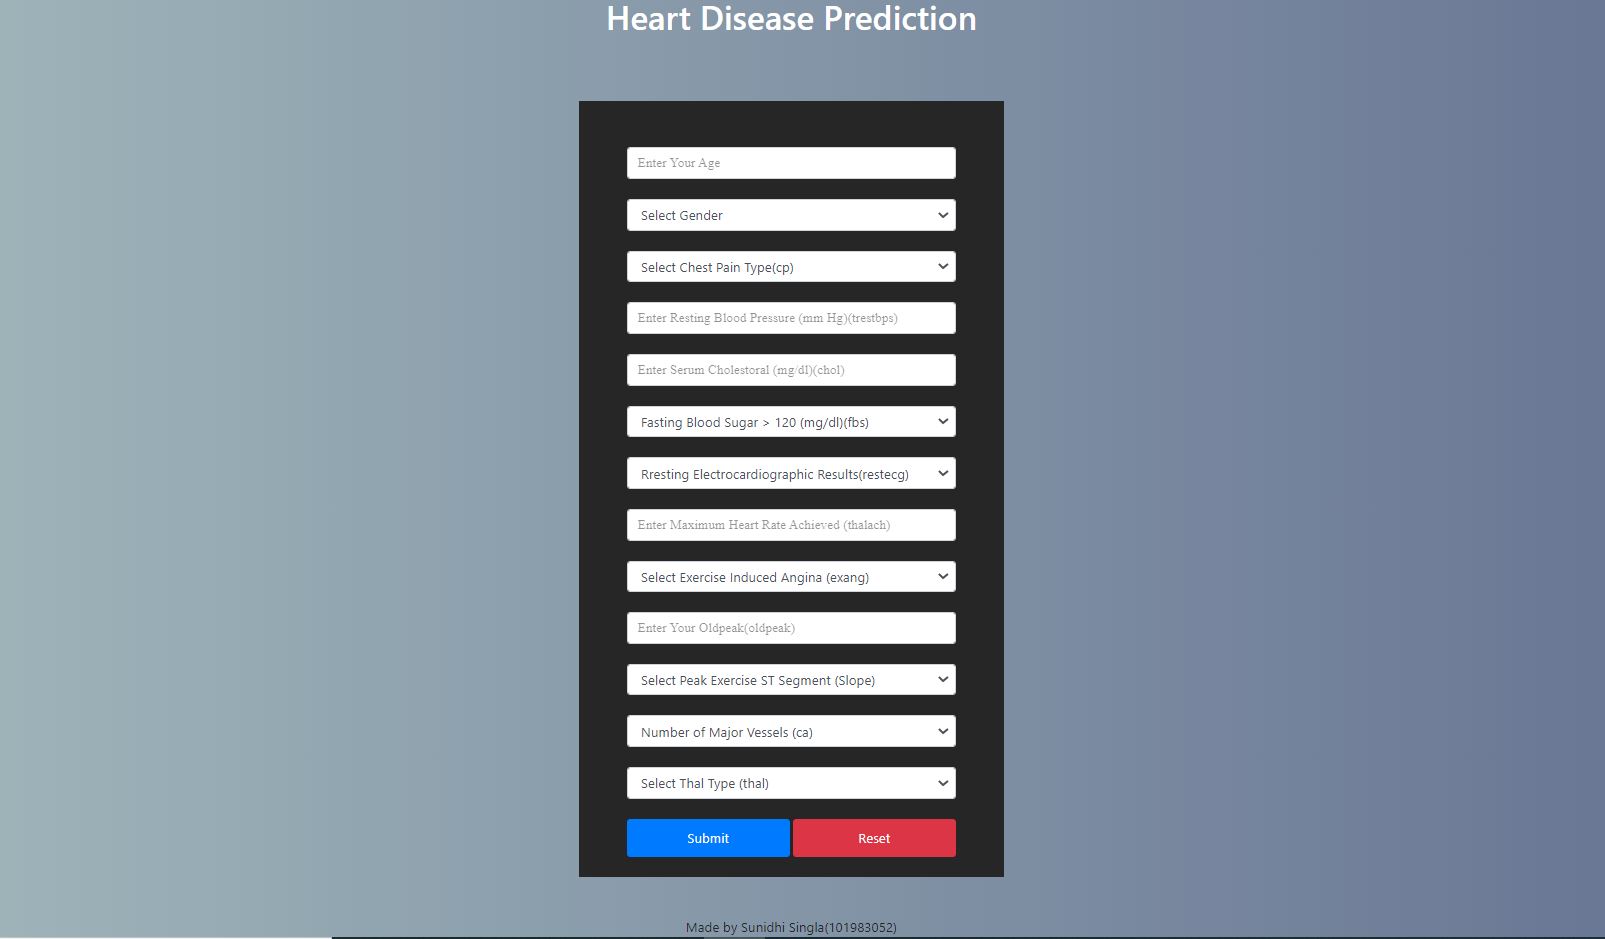 Heart Disease Prediction
Enter Your Age
Select Gender
Select Chest Pain Type(cp)
Enter Resting Blood Pressure (mm Hg)(trestbps)
Enter Serum Cholestoral (mg/dl)(chol)
Fasting Blood Sugar > 120 (mg/dl)(fbs)
Rresting Electrocardiographic Results(restecg)
Enter Maximum Heart Rate Achieved (thalach)
Select Exercise Induced Angina (exang)
Enter Your Oldpeak(oldpeak)
Select Peak Exercise ST Segment (Slope)
Number of Major Vessels (ca)
Select Thal Type (thal)
Submit Reset
Made by Sunidhi Singla(101983052)